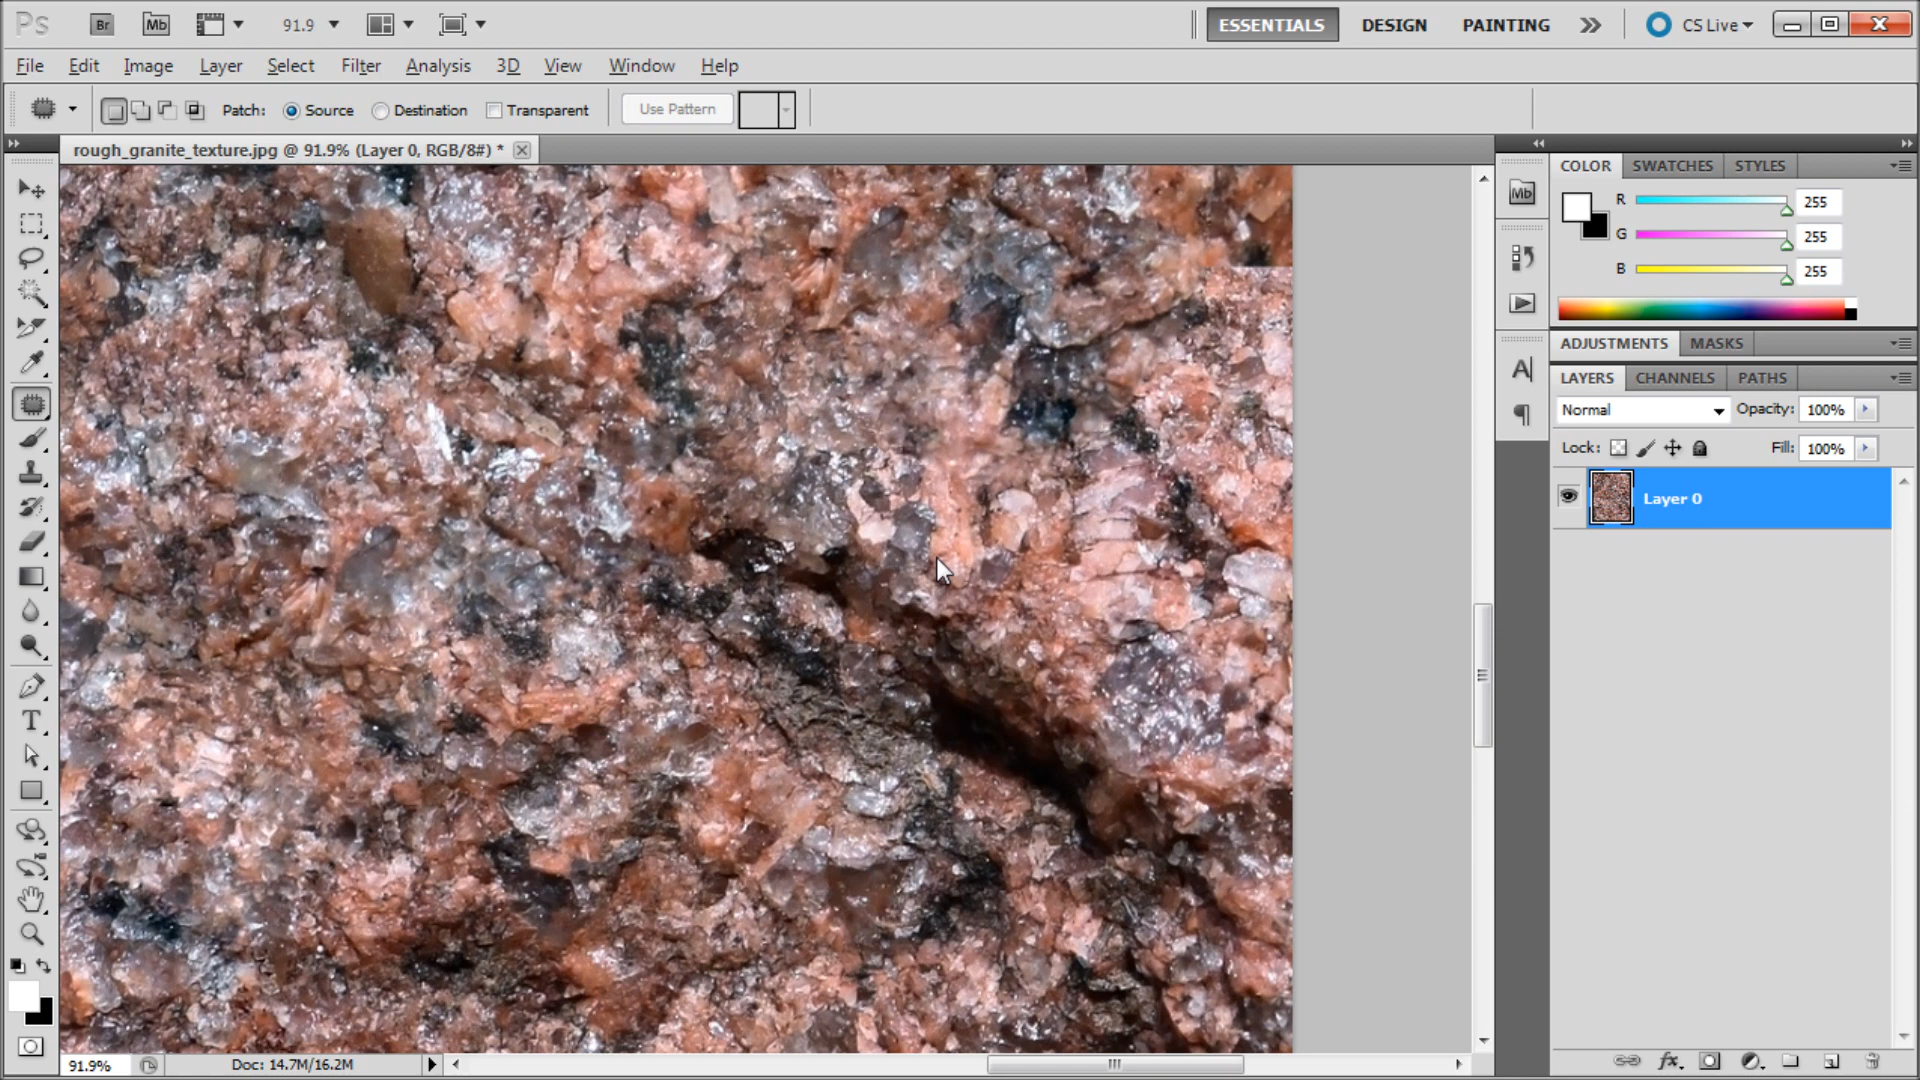 Ps Br Mb 91.9 ESSENTIALS DESIGN PAINTING CS Live
File Edit Image Layer Select Filter Analysis 3D View Window Help
Patch: Source Destination Transparent Use Pattern
rough_granite_texture.jpg @ 91.9% (Layer 0, RGB/8#) *
COLOR SWATCHES STYLES
Mb
R 255
G 255
B 255
ADJUSTMENTS MASKS
A
LAYERS CHANNELS PATHS
Normal Opacity: 100%
Lock: Fill: 100%
Layer 0
T
91.9% Doc: 14.7M/16.2M
fx